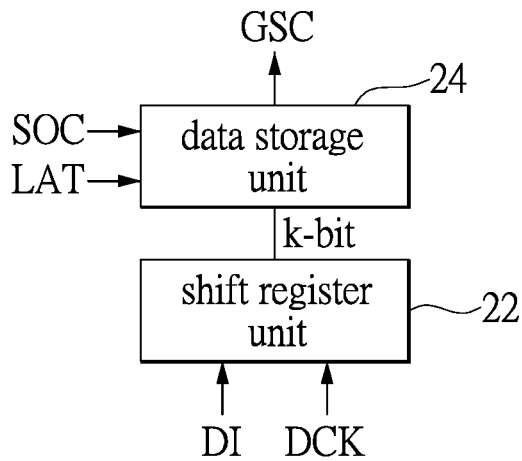 GSC
24
SOC
data storage
unit
LAT
k-bit
shift register
unit
22
DI
DCK